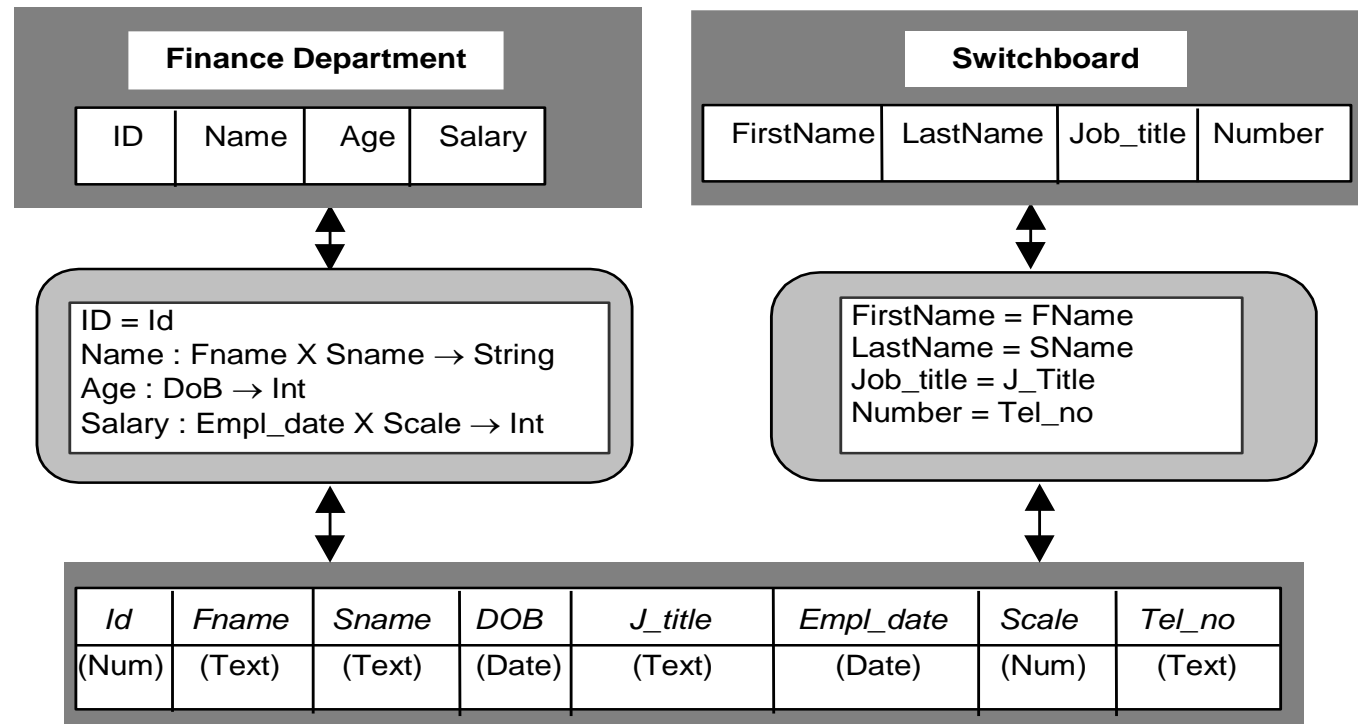 Finance Department
ID Name Age Salary
Switchboard
FirstName LastName Job_title Number
ID = Id
Name : Fname X Sname → String
Age : DoB → Int
Salary : Empl_date X Scale → Int
FirstName = FName
LastName = SName
Job_title = J_Title
Number = Tel_no
Id Fname Sname DOB J_title Empl_date Scale Tel_no
(Num) (Text) (Text) (Date) (Text) (Date) (Num) (Text)